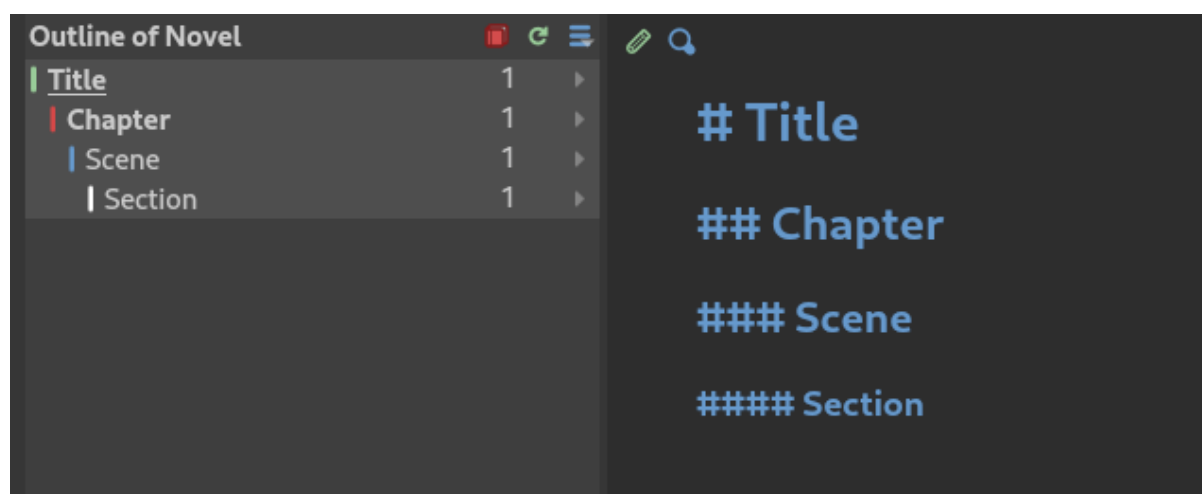 Outline of Novel
Title 1
Chapter 1
Scene 1
Section 1
# Title
## Chapter
### Scene
#### Section